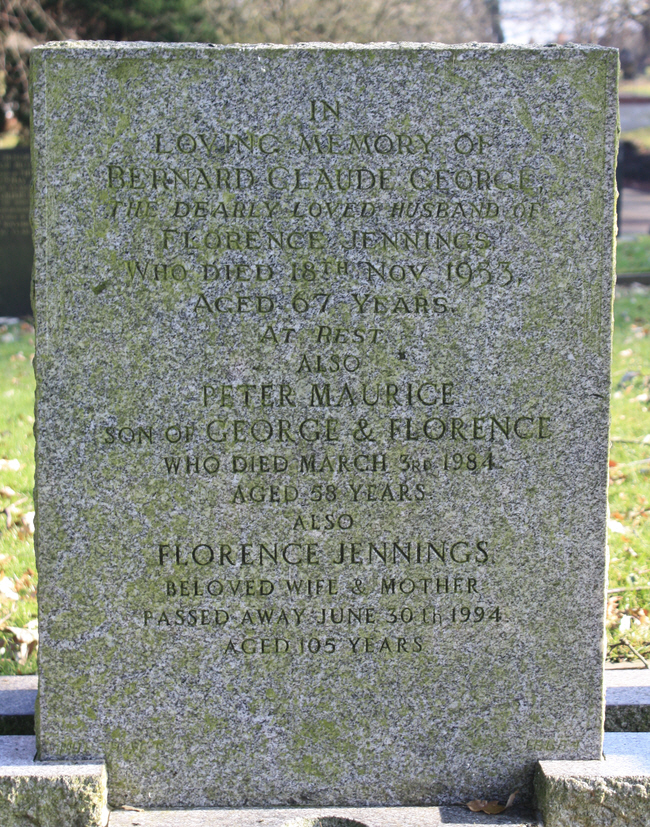 IN
LOVING MEMORY OF
BERNARD CLAUDE GEORGE,
THE DEARLY LOVED HUSBAND OF
FLORENCE JENNINGS
WHO DIED 18TH NOV 1953,
AGED 67 YEARS.
AT REST.
ALSO
PETER MAURICE
SON OF GEORGE & FLORENCE
WHO DIED MARCH 3RD 1984
AGED 58 YEARS
ALSO
FLORENCE JENNINGS.
BELOVED WIFE & MOTHER
PASSED AWAY JUNE 30th 1994
AGED 105 YEARS